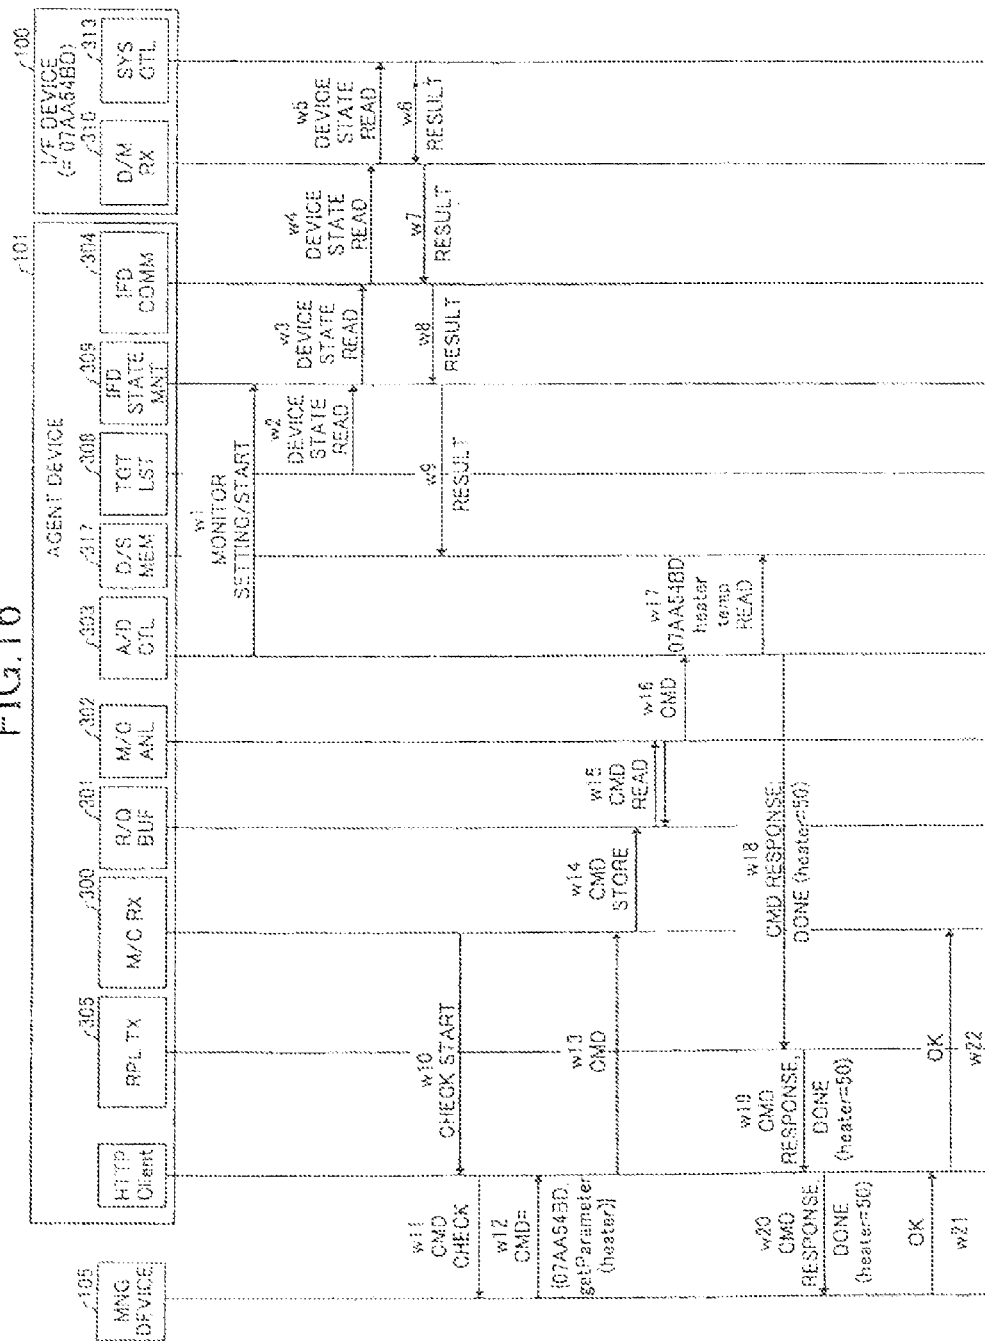 FIG.16
105
MNG
DEVICE
101
AGENT DEVICE
HTTP
Client
305
RPL TX
300
M/C RX
301
R/Q
BUF
302
M/C
ANL
303
A/D
CTL
317
D/S
MEM
308
TGT
LST
309
IFD
STATE
MNT
304
IFD
COMM
100
I/F DEVICE
(= 07AA54BD)
310
D/M
RX
313
SYS
CTL
w1
MONITOR
SETTING/START
w2
DEVICE
STATE
READ
w3
DEVICE
STATE
READ
w4
DEVICE
STATE
READ
w5
DEVICE
STATE
READ
w6
RESULT
w7
RESULT
w8
RESULT
w9
RESULT
w10
CHECK START
w11
CMD
CHECK
w12
CMD=
[07AA54BD,
getParameter
(heater)]
w13
CMD
w14
CMD
STORE
w15
CMD
READ
w16
CMD
w17
07AA54BD
heater
temp
READ
w18
CMD RESPONSE,
DONE (heater=50)
w19
CMD
RESPONSE,
DONE
(heater=50)
w20
CMD
RESPONSE,
DONE
(heater=50)
OK
w21
OK
w22